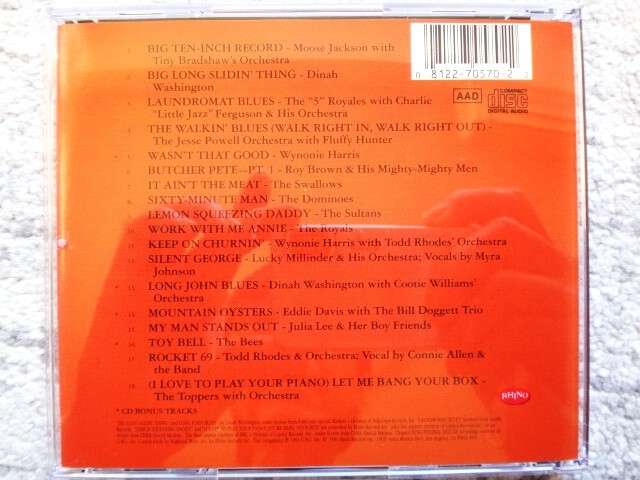 1. BIG TEN-INCH RECORD - Moose Jackson with
Tiny Bradshaw's Orchestra
2. BIG LONG SLIDIN' THING - Dinah
Washington
3. LAUNDROMAT BLUES - The "5" Royales with Charlie
"Little Jazz" Ferguson & His Orchestra
4. THE WALKIN' BLUES (WALK RIGHT IN, WALK RIGHT OUT) -
The Jesse Powell Orchestra with Fluffy Hunter
* 5. WASN'T THAT GOOD - Wynonie Harris
6. BUTCHER PETE—PT. 1 - Roy Brown & His Mighty-Mighty Men
7. IT AIN'T THE MEAT - The Swallows
8. SIXTY-MINUTE MAN - The Dominoes
9. LEMON SQUEEZING DADDY - The Sultans
10. WORK WITH ME ANNIE - The Royals
11. KEEP ON CHURNIN' - Wynonie Harris with Todd Rhodes' Orchestra
12. SILENT GEORGE - Lucky Millinder & His Orchestra; Vocals by Myra
Johnson
* 13. LONG JOHN BLUES - Dinah Washington with Cootie Williams'
Orchestra
* 14. MOUNTAIN OYSTERS - Eddie Davis with The Bill Doggett Trio
15. MY MAN STANDS OUT - Julia Lee & Her Boy Friends
* 16. TOY BELL - The Bees
17. ROCKET 69 - Todd Rhodes & Orchestra; Vocal by Connie Allen &
the Band
18. (I LOVE TO PLAY YOUR PIANO) LET ME BANG YOUR BOX -
The Toppers with Orchestra
* CD BONUS TRACKS
0 8122-70570-2 2
AAD
COMPACT
disc
DIGITAL AUDIO
RHINO